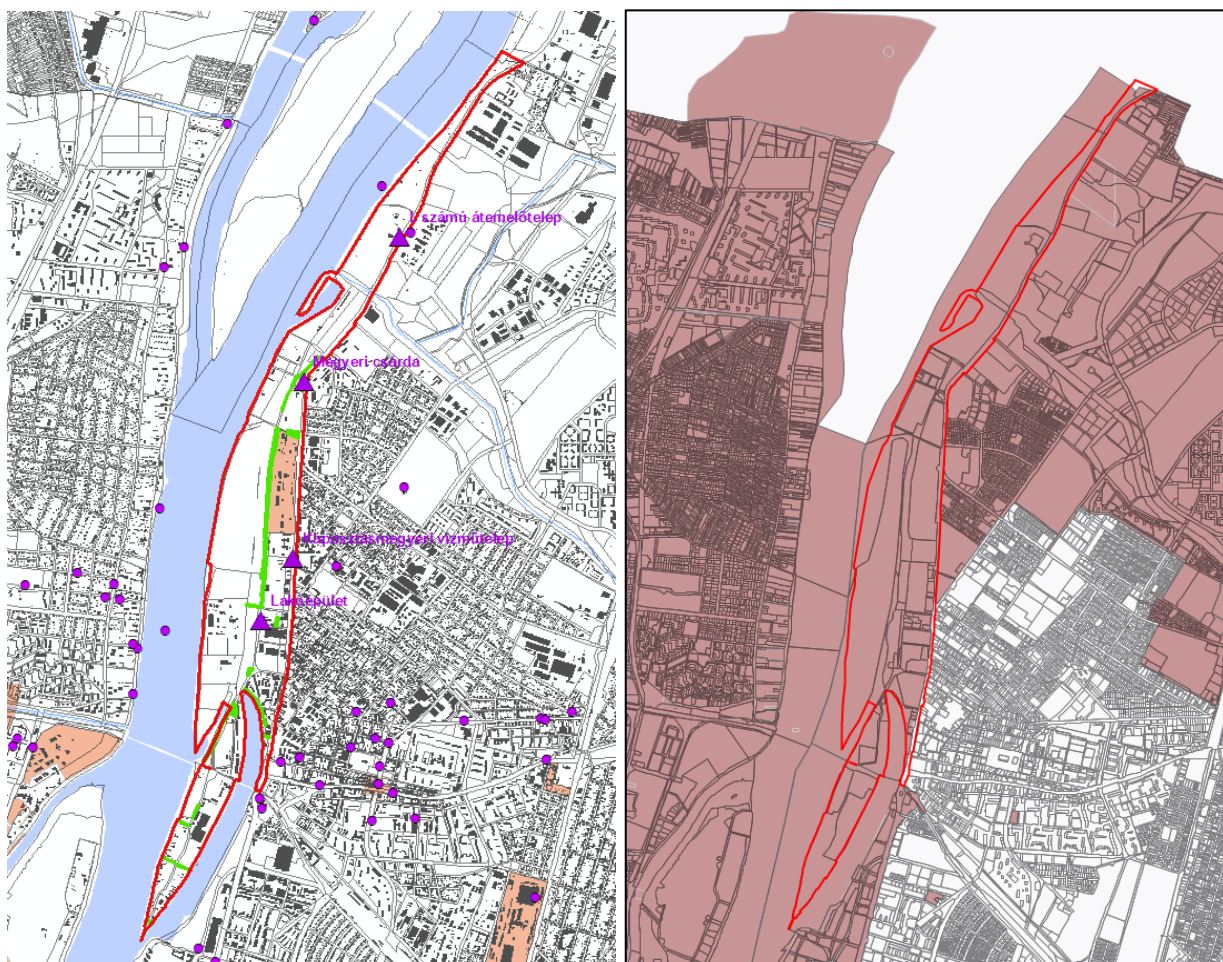 I. számú átemelőtelep
Megyeri csárda
Káposztásmegyeri vízműtelep
Lakóépület